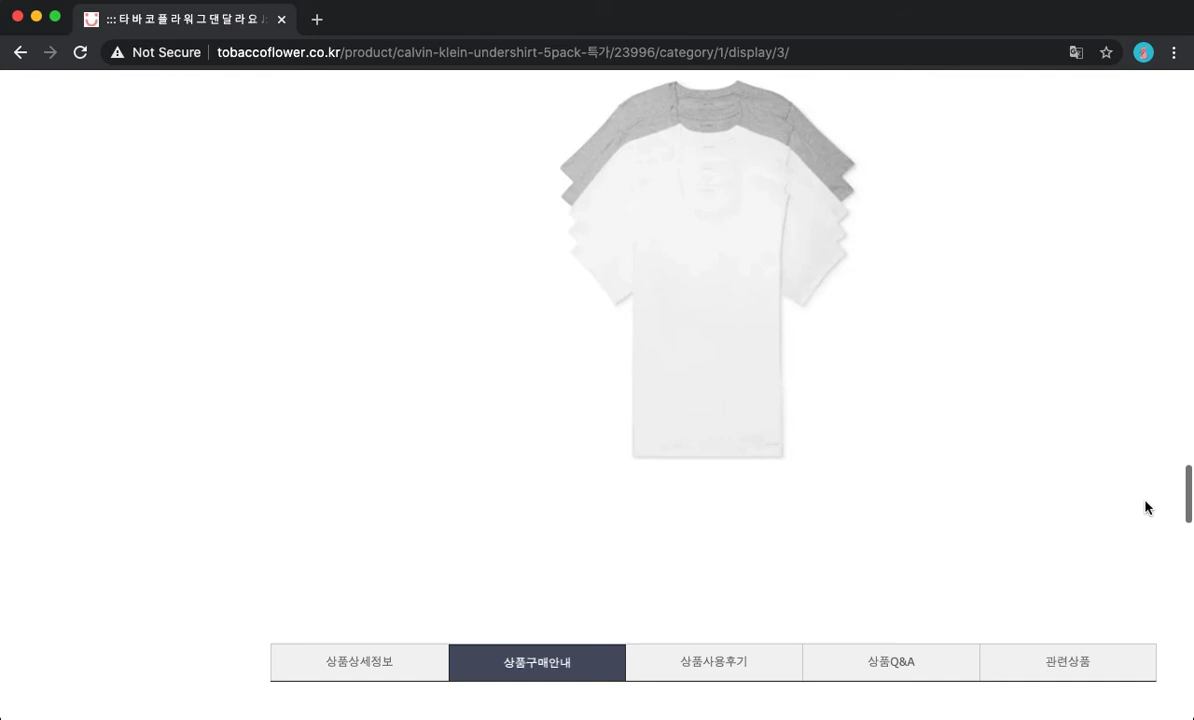 :::타바코플라워그댄달라요
Not Secure
tobaccoflower.co.kr/product/calvin-klein-undershirt-5pack-특가/23996/category/1/display/3/
상품상세정보
상품구매안내
상품사용후기
상품Q&A
관련상품